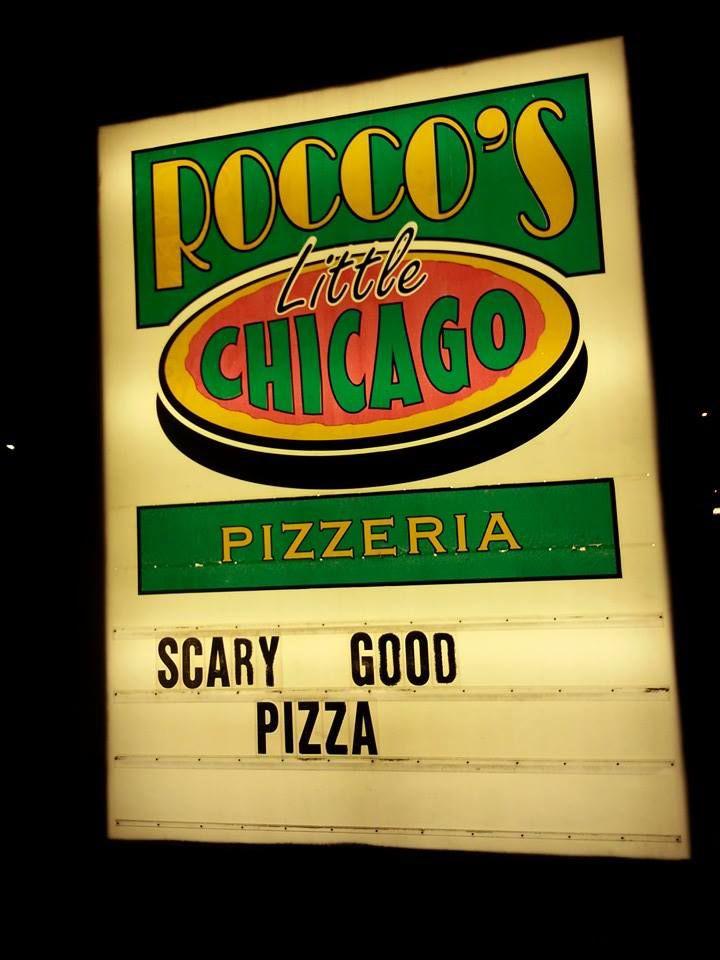 ROCCO'S
Little
CHICAGO
PIZZERIA
SCARY GOOD
PIZZA